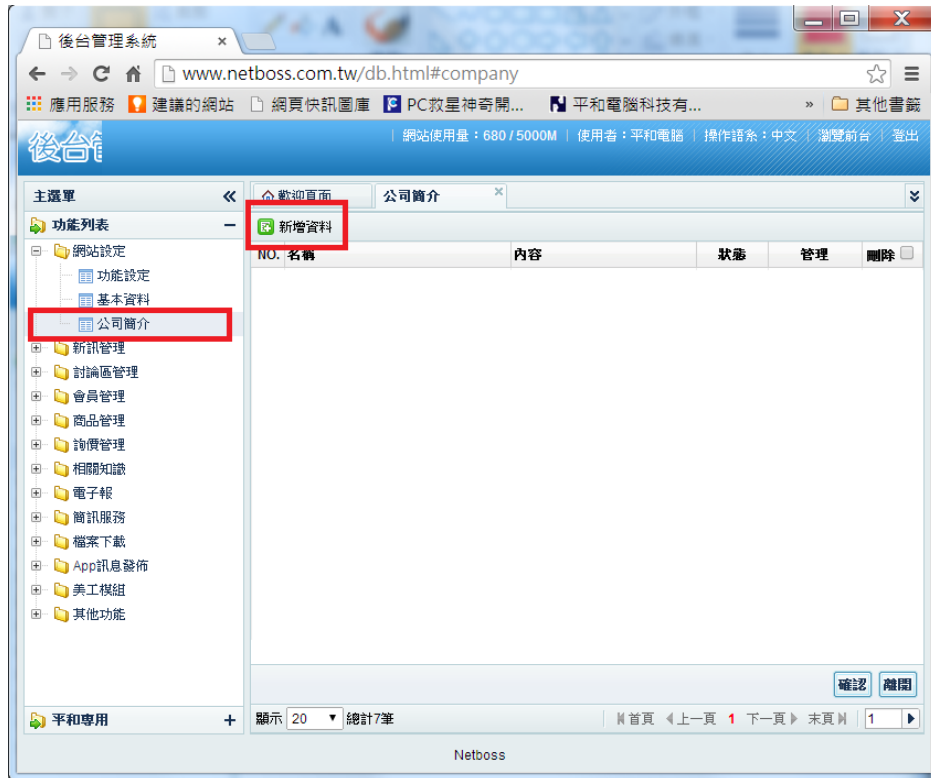 後台管理系統
www.netboss.com.tw/db.html#company
應用服務 建議的網站 網頁快訊圖庫 PC救星神奇開... 平和電腦科技有... » 其他書籤
後台 | 網站使用量:680 / 5000M | 使用者:平和電腦 | 操作語系:中文 | 瀏覽前台 | 登出
主選單 歡迎頁面 公司簡介
功能列表 新增資料
NO. 名稱 內容 狀態 管理 刪除
網站設定
功能設定
基本資料
公司簡介
新訊管理
討論區管理
會員管理
商品管理
詢價管理
相關知識
電子報
簡訊服務
檔案下載
App訊息發佈
美工模組
其他功能
確認 離開
平和專用 顯示 20 總計7筆 首頁 上一頁 1 下一頁 末頁 1
Netboss